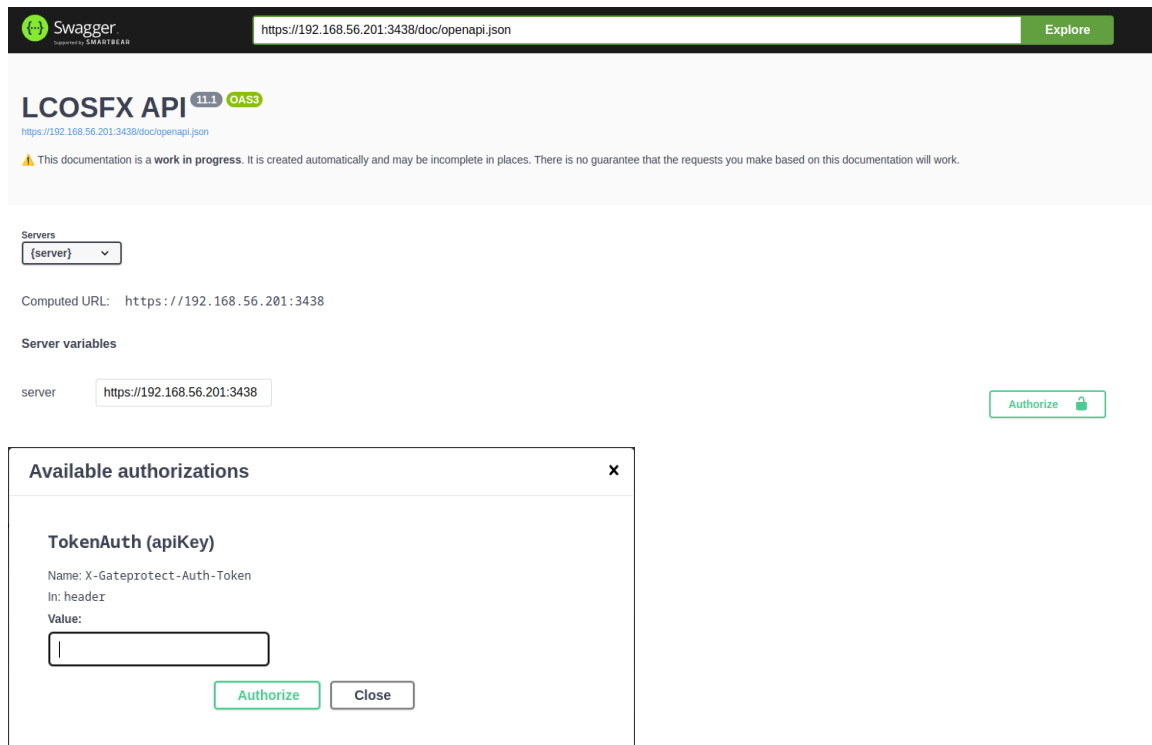 Swagger.
Supported by SMARTBEAR
https://192.168.56.201:3438/doc/openapi.json
Explore
LCOSFX API 11.1 OAS3
https://192.168.56.201:3438/doc/openapi.json
⚠ This documentation is a work in progress. It is created automatically and may be incomplete in places. There is no guarantee that the requests you make based on this documentation will work.
Servers
{server}
Computed URL: https://192.168.56.201:3438
Server variables
server https://192.168.56.201:3438
Authorize
Available authorizations x
TokenAuth (apiKey)
Name: X-Gateprotect-Auth-Token
In: header
Value:
Authorize Close